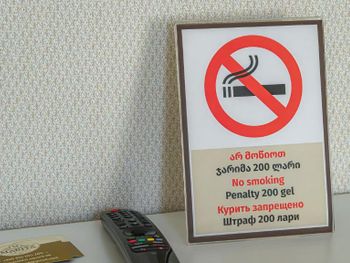 არ მოწიოთ
ჯარიმა 200 ლარი
No smoking
Penalty 200 gel
Курить запрещено
Штраф 200 лари